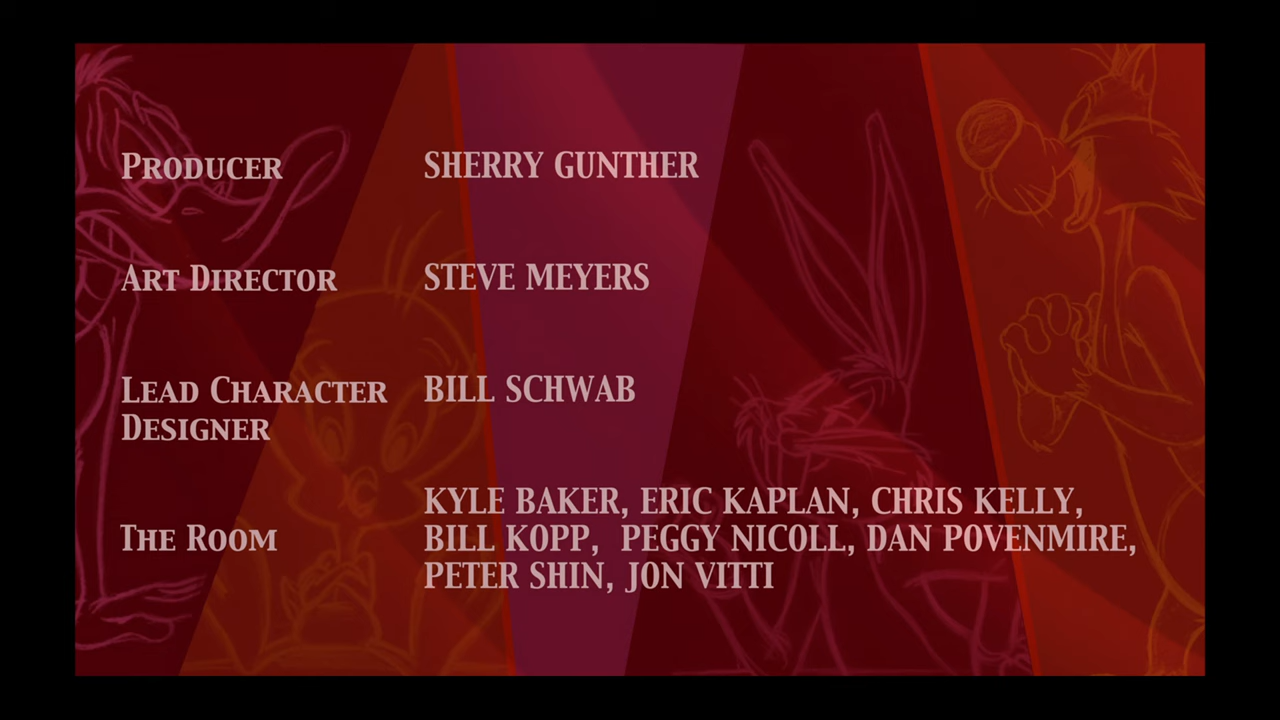 PRODUCER SHERRY GUNTHER
ART DIRECTOR STEVE MEYERS
LEAD CHARACTER DESIGNER BILL SCHWAB
THE ROOM KYLE BAKER, ERIC KAPLAN, CHRIS KELLY,
BILL KOPP, PEGGY NICOLL, DAN POVENMIRE,
PETER SHIN, JON VITTI